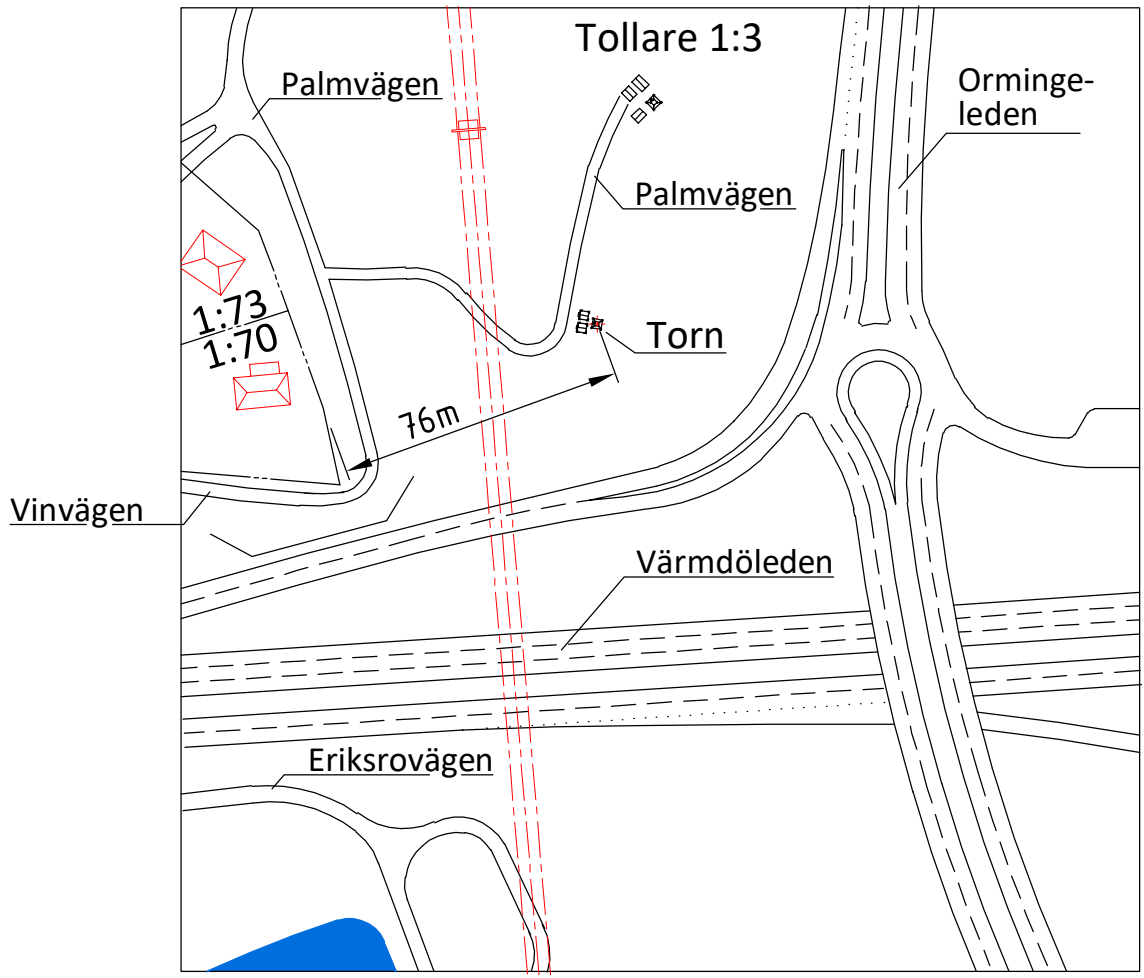 Tollare 1:3
Palmvägen
Orminge-
leden
Palmvägen
1:73
1:70
Torn
76m
Vinvägen
Värmdöleden
Eriksrovägen